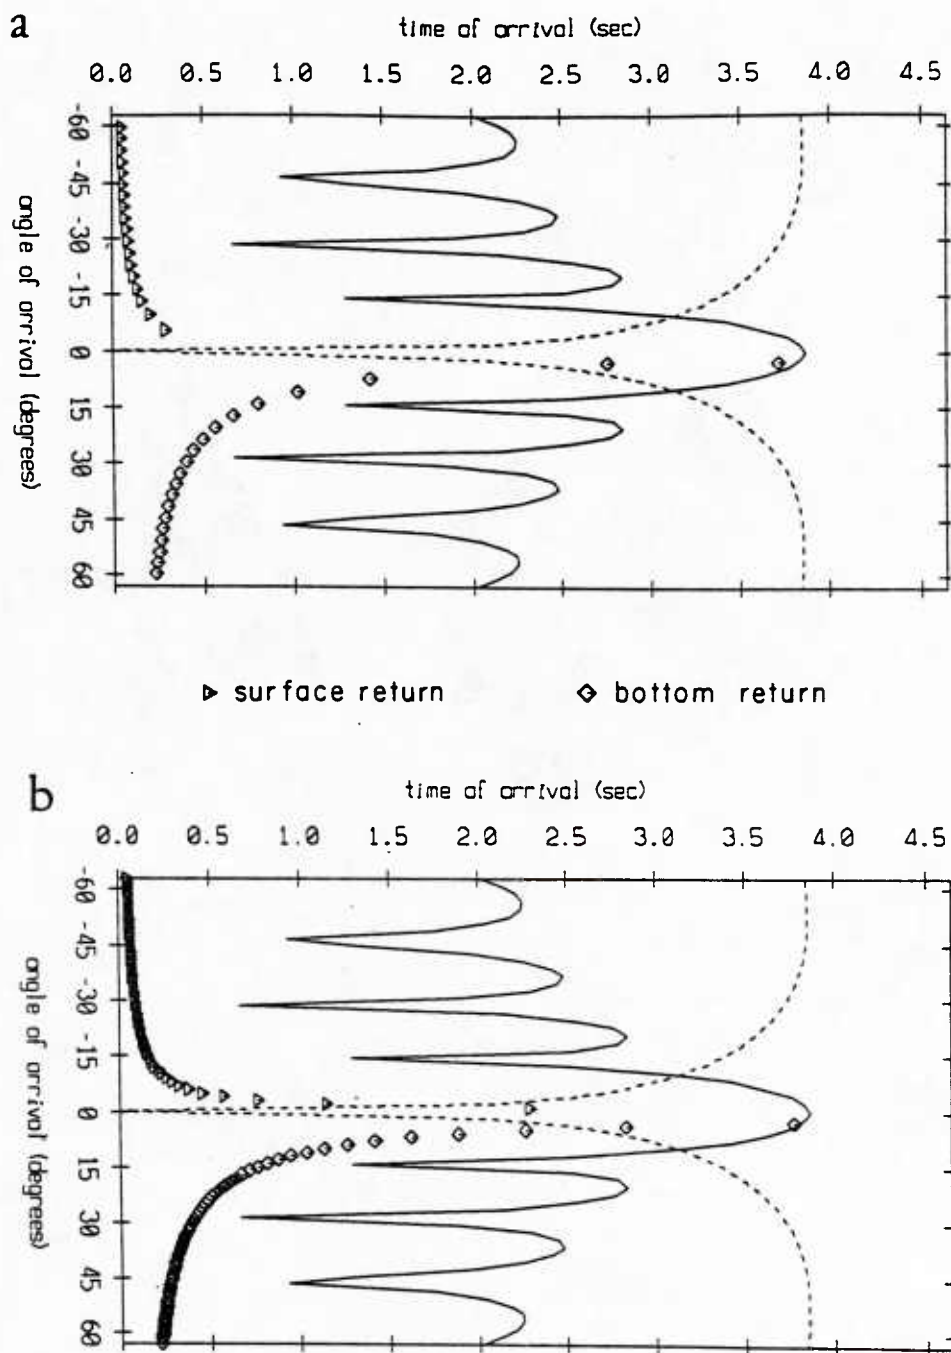 a
time of arrival (sec)
0.0 0.5 1.0 1.5 2.0 2.5 3.0 3.5 4.0 4.5
-60
-45
-30
-15
0
15
30
45
60
angle of arrival (degrees)
surface return
bottom return
b
time of arrival (sec)
0.0 0.5 1.0 1.5 2.0 2.5 3.0 3.5 4.0 4.5
-60
-45
-30
-15
0
15
30
45
60
angle of arrival (degrees)